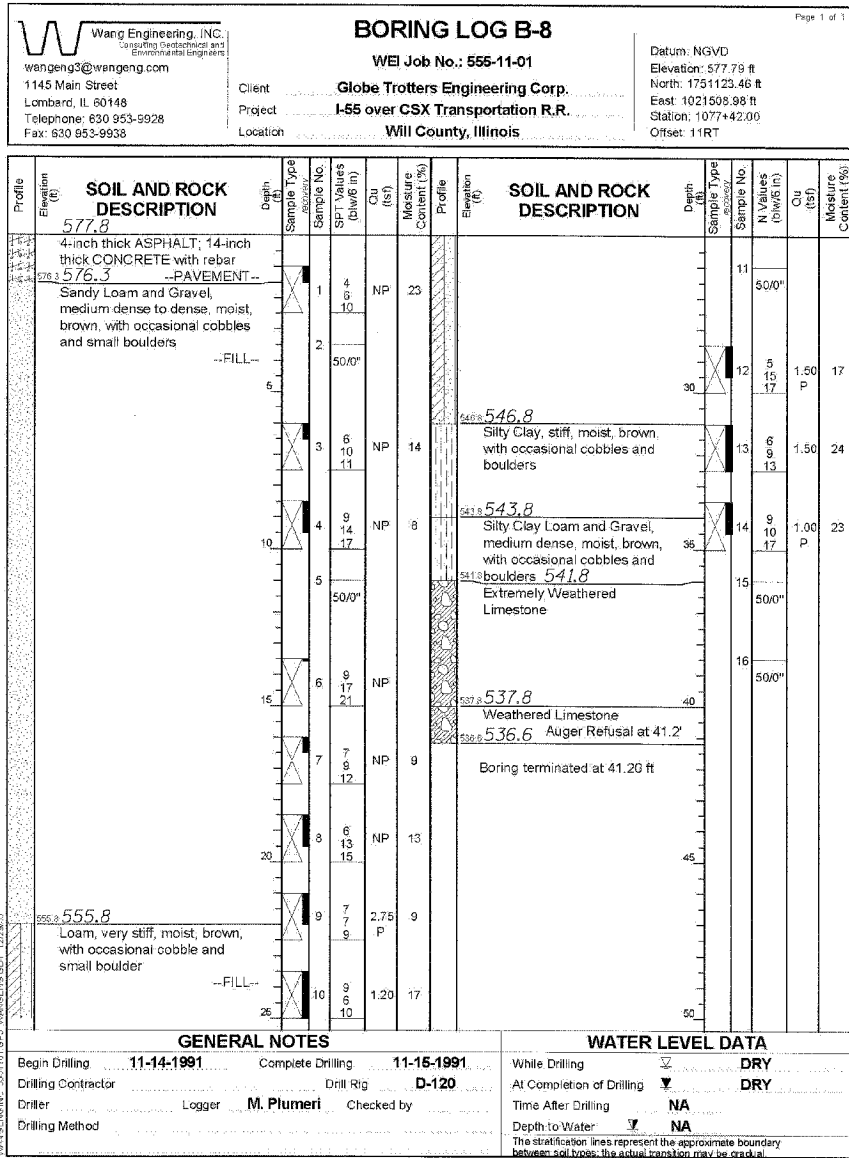 Page 1 of 1
Wang Engineering, INC.
Consulting Geotechnical and
Environmental Engineers
wangeng3@wangeng.com
1145 Main Street
Lombard, IL 60148
Telephone: 630 953-9928
Fax: 630 953-9938
BORING LOG B-8
WEI Job No.: 555-11-01
Client Globe Trotters Engineering Corp.
Project I-55 over CSX Transportation R.R.
Location Will County, Illinois
Datum: NGVD
Elevation: 577.79 ft
North: 1751123.46 ft
East: 1021508.98 ft
Station: 1077+42.00
Offset: 11RT
Profile
Elevation (ft)
SOIL AND ROCK DESCRIPTION
Depth (ft)
Sample Type
recovery
Sample No.
SPT Values (blw/6 in)
Qu (tsf)
Moisture Content (%)
577.8
4-inch thick ASPHALT; 14-inch
thick CONCRETE with rebar
576.3 576.3 --PAVEMENT--
Sandy Loam and Gravel,
medium dense to dense, moist,
brown, with occasional cobbles
and small boulders
--FILL--
1 4 6 10 NP 23
2 50/0"
5
3 6 10 11 NP 14
4 9 14 17 NP 8
10
5 50/0"
6 9 17 21 NP
15
7 7 9 12 NP 9
8 6 13 15 NP 13
20
9 7 7 9 2.75 P 9
555.8 555.8
Loam, very stiff, moist, brown,
with occasional cobble and
small boulder
--FILL--
10 9 6 10 1.20 17
25
Profile
Elevation (ft)
SOIL AND ROCK DESCRIPTION
Depth (ft)
Sample Type
recovery
Sample No.
N Values (blw/6 in)
Qu (tsf)
Moisture Content (%)
11 50/0"
12 5 15 17 1.50 P 17
30
546.8 546.8
Silty Clay, stiff, moist, brown,
with occasional cobbles and
boulders
13 6 9 13 1.50 24
543.8 543.8
Silty Clay Loam and Gravel,
medium dense, moist, brown,
with occasional cobbles and
14 9 10 17 1.00 P 23
35
541.8 boulders 541.8
Extremely Weathered
Limestone
15 50/0"
16 50/0"
537.8 537.8 40
Weathered Limestone
536.6 536.6 Auger Refusal at 41.2'
Boring terminated at 41.20 ft
45
50
GENERAL NOTES
Begin Drilling 11-14-1991 Complete Drilling 11-15-1991
Drilling Contractor Drill Rig D-120
Driller Logger M. Plumeri Checked by
Drilling Method
WATER LEVEL DATA
While Drilling DRY
At Completion of Drilling DRY
Time After Drilling NA
Depth to Water NA
The stratification lines represent the approximate boundary
between soil types; the actual transition may be gradual.